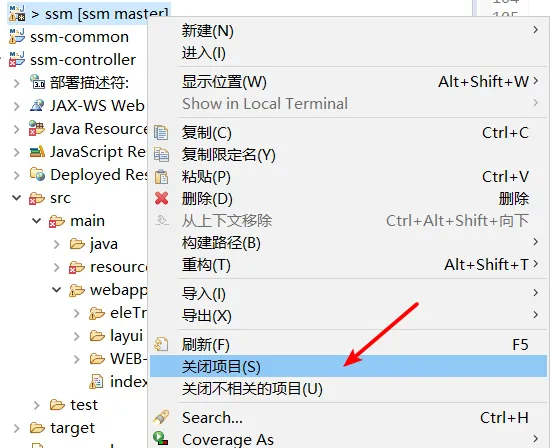 > ssm [ssm master]
ssm-common
ssm-controller
部署描述符:
JAX-WS Web
Java Resource
JavaScript Re
Deployed Res
src
main
java
resource
webapp
eleTr
layui
WEB-
index
test
target
新建(N)
进入(I)
显示位置(W) Alt+Shift+W
Show in Local Terminal
复制(C) Ctrl+C
复制限定名(Y)
粘贴(P) Ctrl+V
删除(D) 删除
从上下文移除 Ctrl+Alt+Shift+向下
构建路径(B)
重构(T) Alt+Shift+T
导入(I)
导出(X)
刷新(F) F5
关闭项目(S)
关闭不相关的项目(U)
Search... Ctrl+H
Coverage As